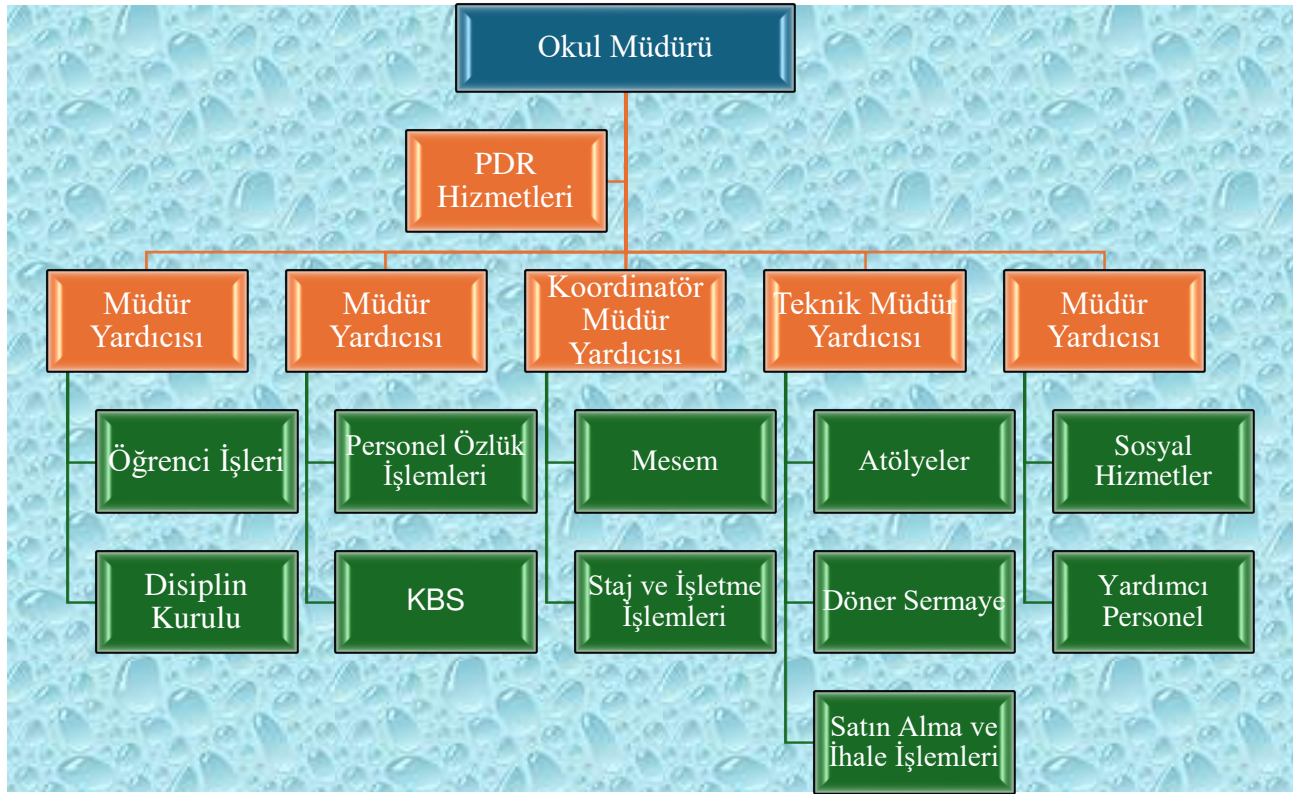 Okul Müdürü
PDR
Hizmetleri
Müdür
Yardıcısı
Müdür
Yardıcısı
Koordinatör
Müdür
Yardıcısı
Teknik Müdür
Yardıcısı
Müdür
Yardıcısı
Öğrenci İşleri
Personel Özlük
İşlemleri
Mesem
Atölyeler
Sosyal
Hizmetler
Disiplin
Kurulu
KBS
Staj ve İşletme
İşlemleri
Döner Sermaye
Yardımcı
Personel
Satın Alma ve
İhale İşlemleri